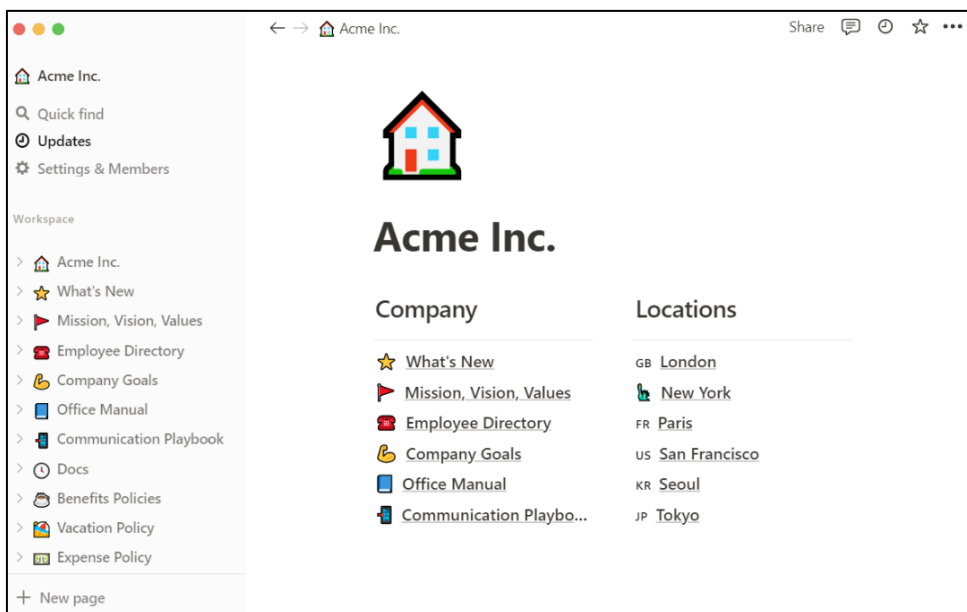 Acme Inc.
Share
Acme Inc.
Quick find
Updates
Settings & Members
Workspace
Acme Inc.
What's New
Mission, Vision, Values
Employee Directory
Company Goals
Office Manual
Communication Playbook
Docs
Benefits Policies
Vacation Policy
Expense Policy
New page
Acme Inc.
Company
What's New
Mission, Vision, Values
Employee Directory
Company Goals
Office Manual
Communication Playbo...
Locations
GB London
New York
FR Paris
US San Francisco
KR Seoul
JP Tokyo